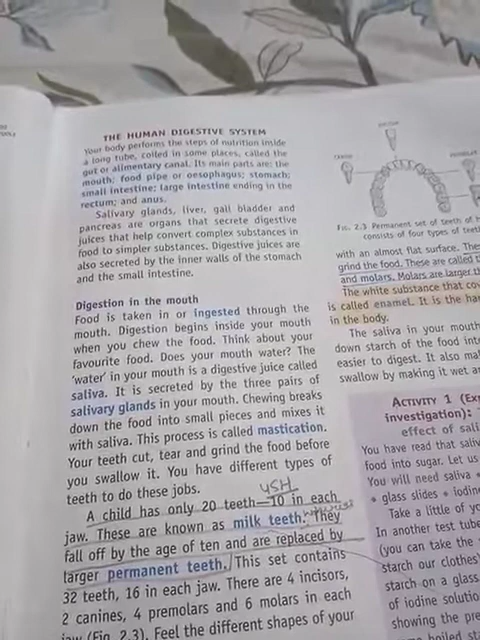 THE HUMAN DIGESTIVE SYSTEM
Your body performs the steps of nutrition inside
a long tube, coiled in some places, called the
gut or alimentary canal. Its main parts are: the
mouth; food pipe or oesophagus; stomach;
small intestine; large intestine ending in the
rectum; and anus.
Salivary glands, liver, gall bladder and
pancreas are organs that secrete digestive
juices that help convert complex substances in
food to simpler substances. Digestive juices are
also secreted by the inner walls of the stomach
and the small intestine.
Digestion in the mouth
Food is taken in or ingested through the
mouth. Digestion begins inside your mouth
when you chew the food. Think about your
favourite food. Does your mouth water? The
'water' in your mouth is a digestive juice called
saliva. It is secreted by the three pairs of
salivary glands in your mouth. Chewing breaks
down the food into small pieces and mixes it
with saliva. This process is called mastication.
Your teeth cut, tear and grind the food before
you swallow it. You have different types of
teeth to do these jobs.
A child has only 20 teeth—10 in each
jaw. These are known as milk teeth. They
fall off by the age of ten and are replaced by
larger permanent teeth. This set contains
32 teeth, 16 in each jaw. There are 4 incisors,
2 canines, 4 premolars and 6 molars in each
jaw (Fig. 2.3). Feel the different shapes of your
FIG. 2.3 Permanent set of teeth of
consists of four types of
with an almost flat surface.
grind the food. These are called
and molars. Molars are larger
The white substance that
is called enamel. It is the
in the body.
The saliva in your mouth
down starch of the food
easier to digest. It also
swallow by making it wet
ACTIVITY 1
investigation):
effect of
You have read that
food into sugar. Let us
You will need saliva
glass slides
Take a little of
In another test tube
(you can take the
starch our clothes
starch on a glass
of iodine
showing the
boiled